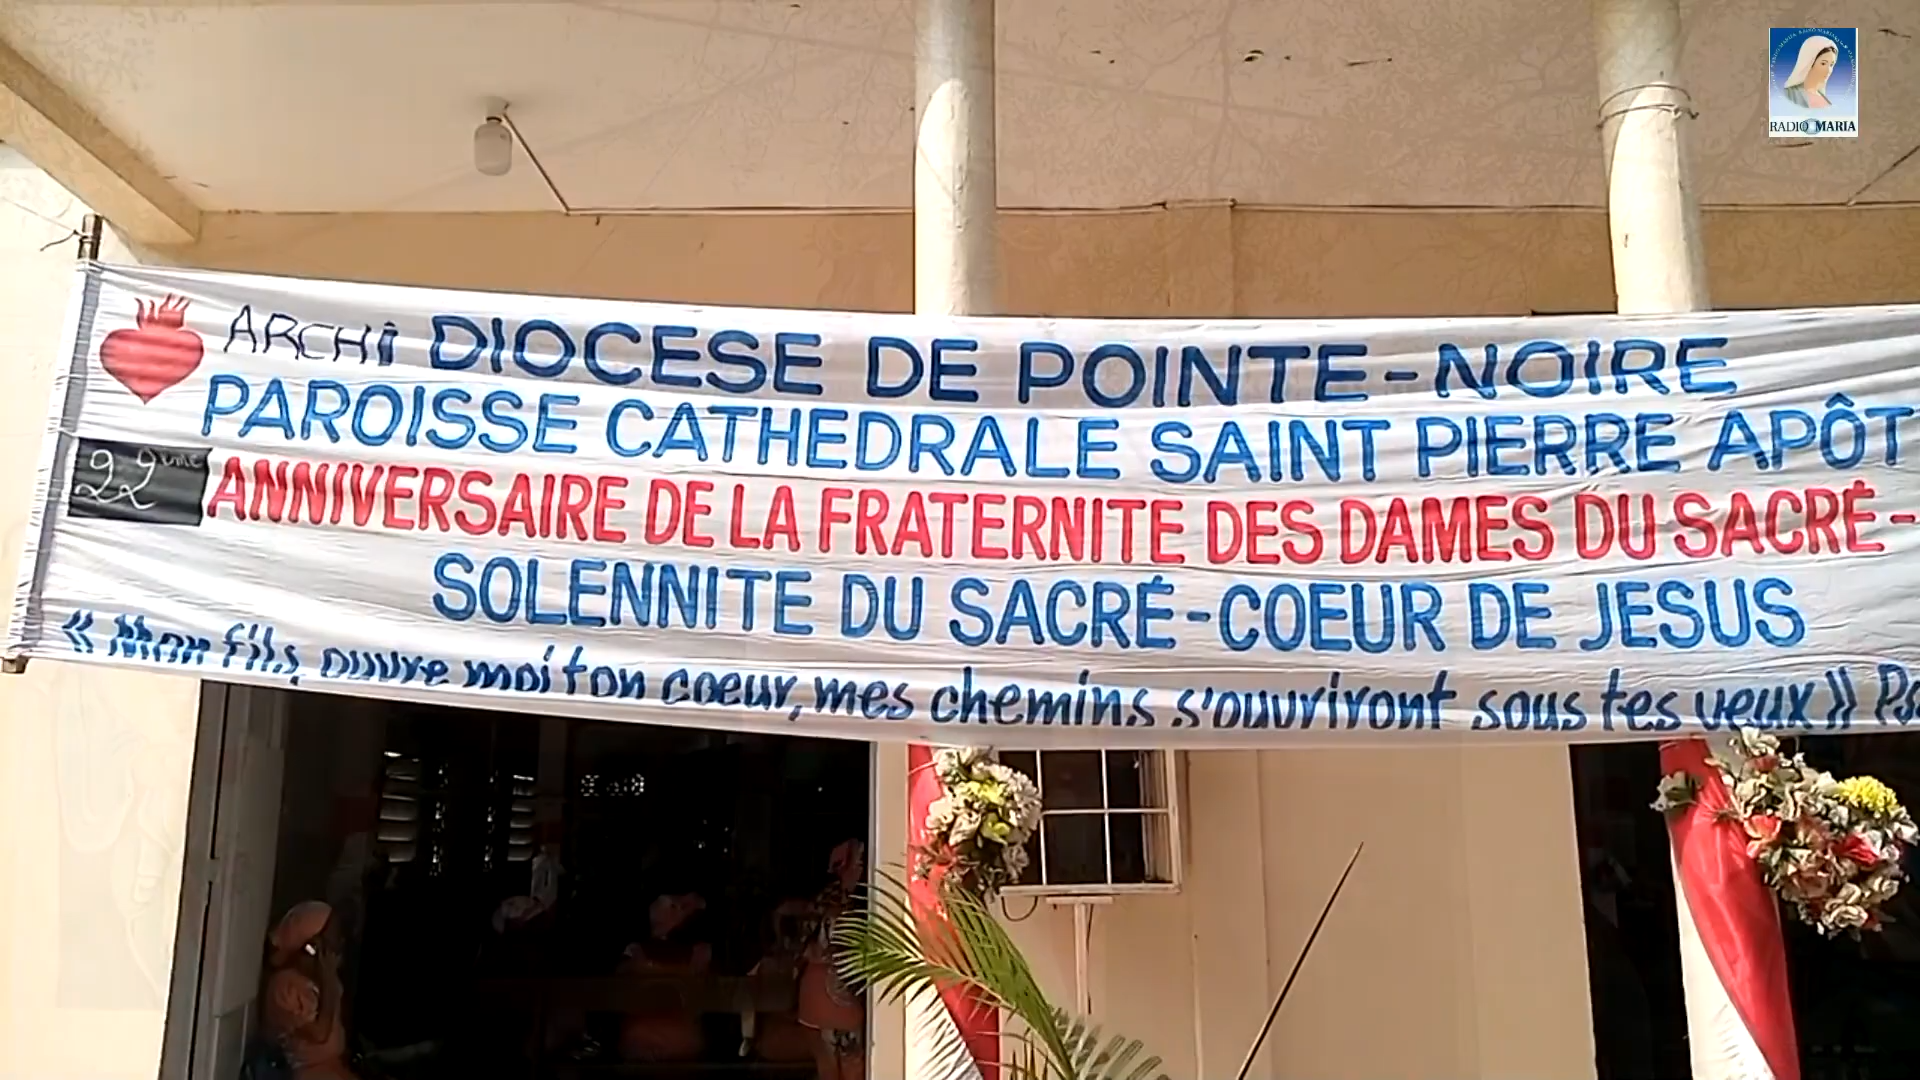 RADIO MARIA
ARCHI DIOCESE DE POINTE-NOIRE
PAROISSE CATHEDRALE SAINT PIERRE APÔT
22ème ANNIVERSAIRE DE LA FRATERNITE DES DAMES DU SACRÉ-
SOLENNITE DU SACRÉ-COEUR DE JESUS
« Mon fils, ouvre moi ton coeur, mes chemins s'ouvriront sous tes yeux »